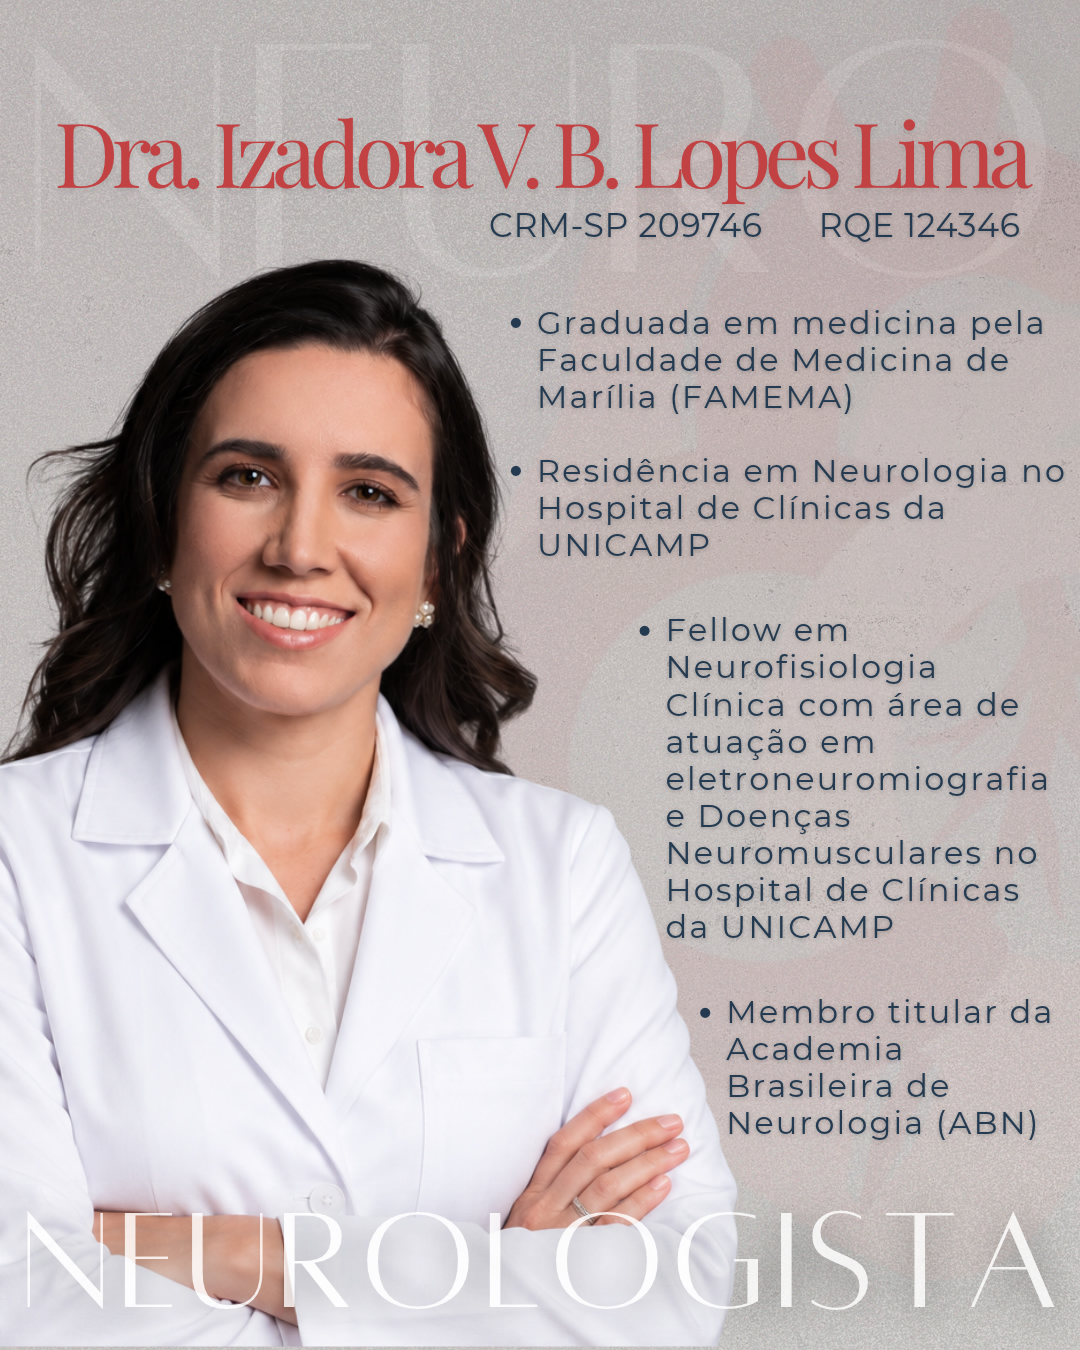 NEURO
Dra. Izadora V. B. Lopes Lima
CRM-SP 209746 RQE 124346
• Graduada em medicina pela
Faculdade de Medicina de
Marília (FAMEMA)
• Residência em Neurologia no
Hospital de Clínicas da
UNICAMP
• Fellow em
Neurofisiologia
Clínica com área de
atuação em
eletroneuromiografia
e Doenças
Neuromusculares no
Hospital de Clínicas
da UNICAMP
• Membro titular da
Academia
Brasileira de
Neurologia (ABN)
NEUROLOGISTA